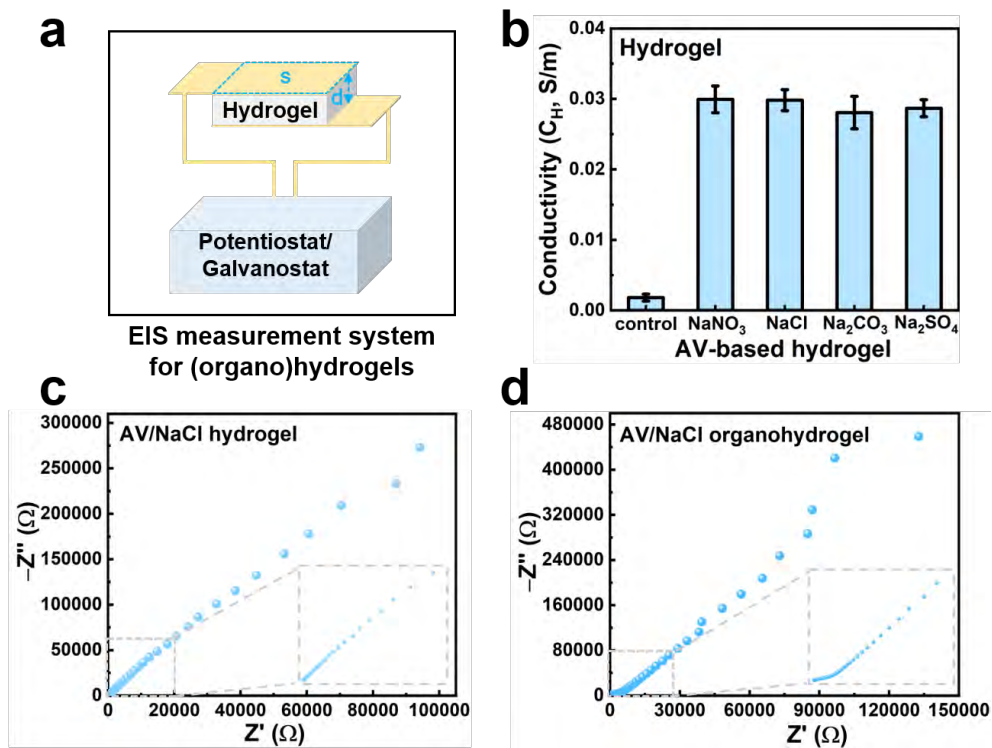 a
S
d
Hydrogel
Potentiostat/
Galvanostat
EIS measurement system
for (organo)hydrogels
b
Hydrogel
Conductivity (C_H, S/m)
0.04
0.03
0.02
0.01
0.00
control NaNO₃ NaCl Na₂CO₃ Na₂SO₄
AV-based hydrogel
c
AV/NaCl hydrogel
−Z'' (Ω)
300000
250000
200000
150000
100000
50000
0
0 20000 40000 60000 80000 100000
Z' (Ω)
d
AV/NaCl organohydrogel
−Z'' (Ω)
480000
400000
320000
240000
160000
80000
0
0 30000 60000 90000 120000 150000
Z' (Ω)